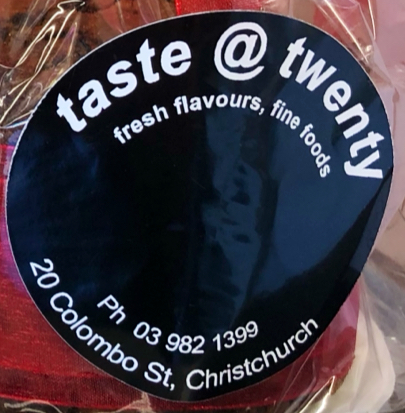 taste @ twenty
fresh flavours, fine foods
Ph 03 982 1399
20 Colombo St, Christchurch